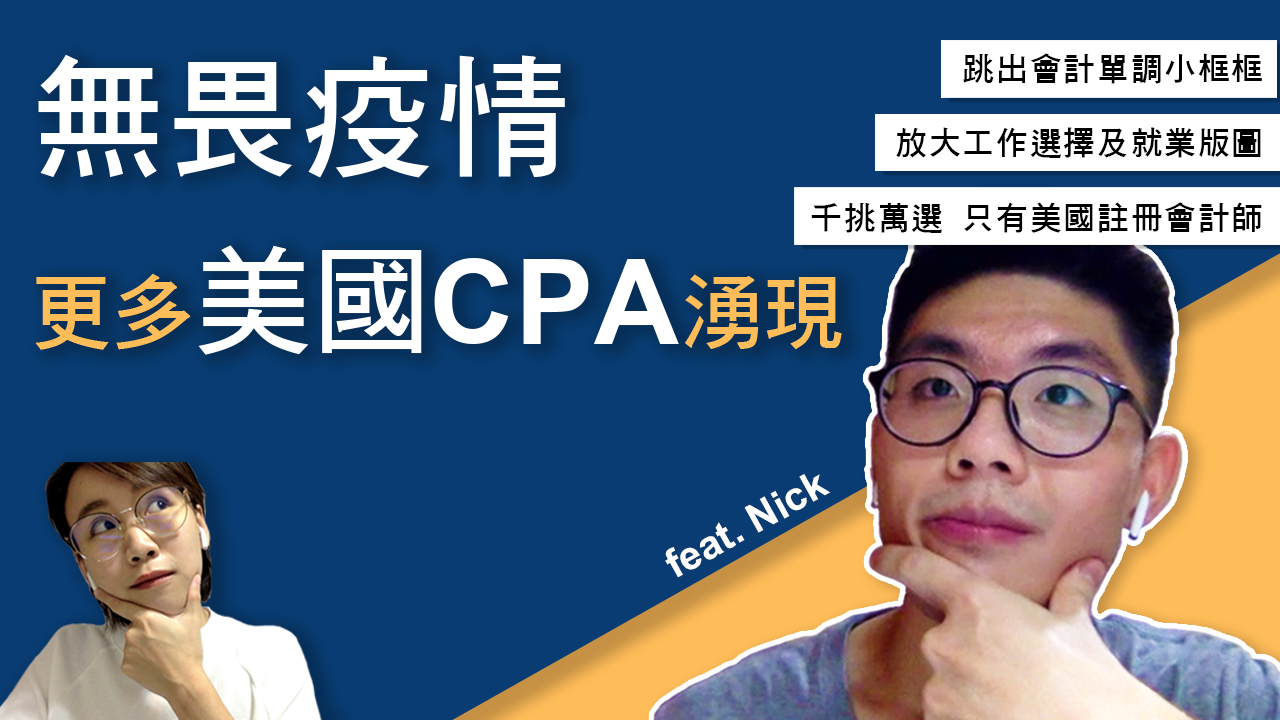 無畏疫情
更多美國CPA湧現
跳出會計單調小框框
放大工作選擇及就業版圖
千挑萬選 只有美國註冊會計師
feat. Nick